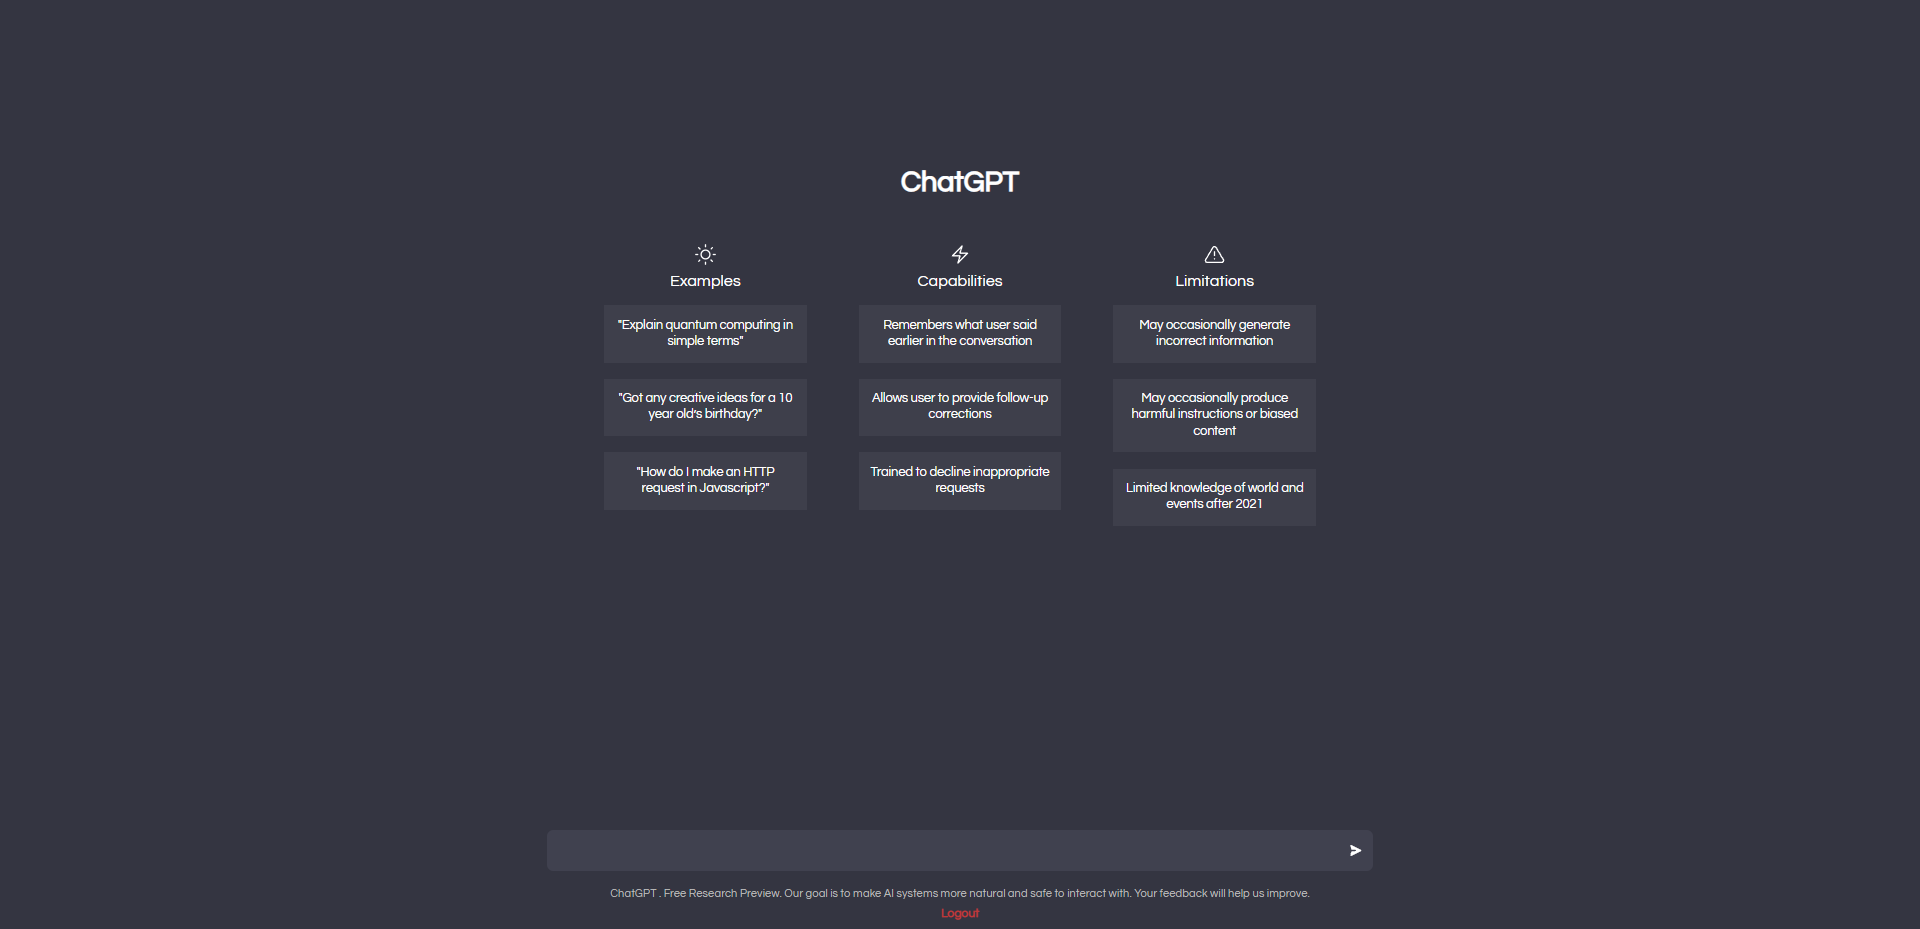 ChatGPT
Examples
"Explain quantum computing in
simple terms"
"Got any creative ideas for a 10
year old's birthday?"
"How do I make an HTTP
request in Javascript?"
Capabilities
Remembers what user said
earlier in the conversation
Allows user to provide follow-up
corrections
Trained to decline inappropriate
requests
Limitations
May occasionally generate
incorrect information
May occasionally produce
harmful instructions or biased
content
Limited knowledge of world and
events after 2021
ChatGPT . Free Research Preview. Our goal is to make AI systems more natural and safe to interact with. Your feedback will help us improve.
Logout